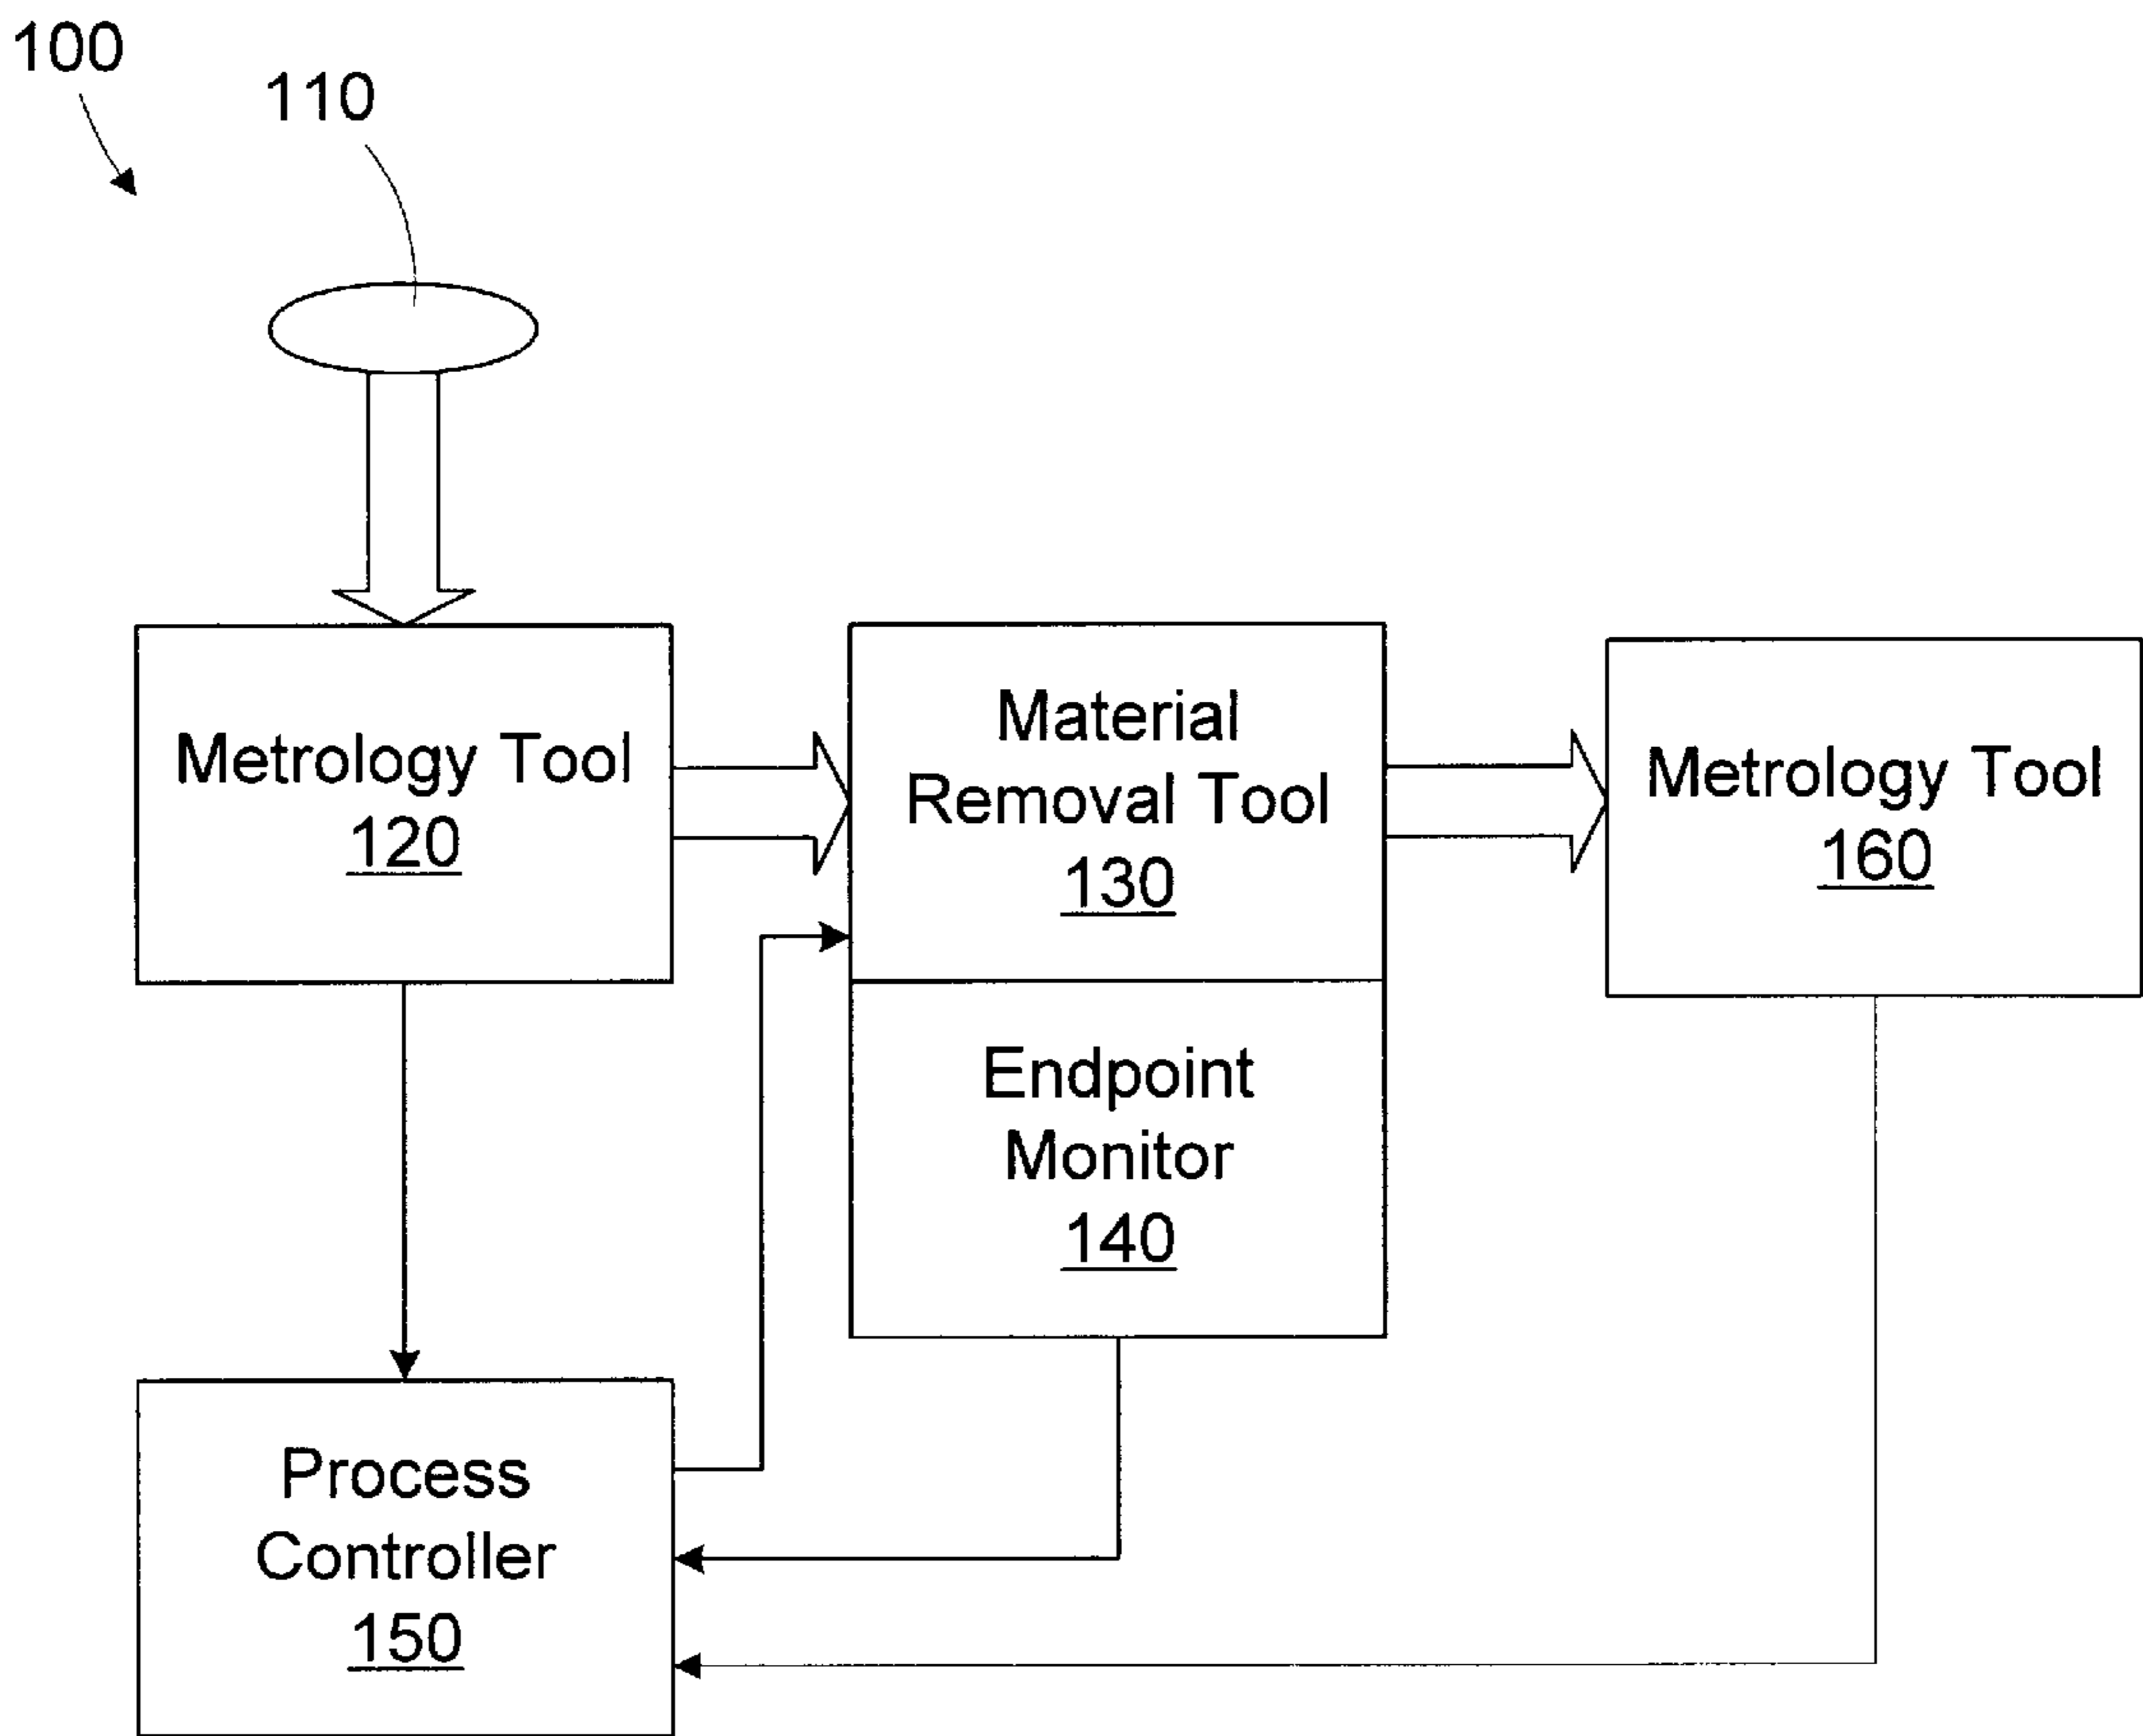 100
110
Metrology Tool
120
Material
Removal Tool
130
Metrology Tool
160
Endpoint
Monitor
140
Process
Controller
150